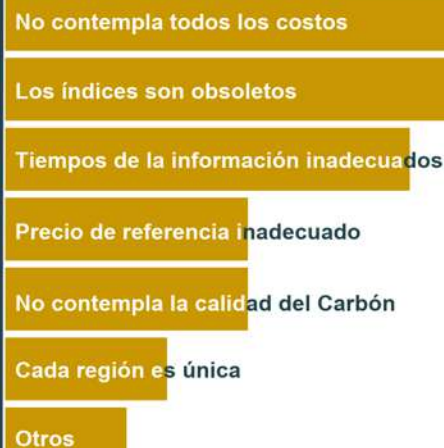 No contempla todos los costos
Los índices son obsoletos
Tiempos de la información inadecuados
Precio de referencia inadecuado
No contempla la calidad del Carbón
Cada región es única
Otros